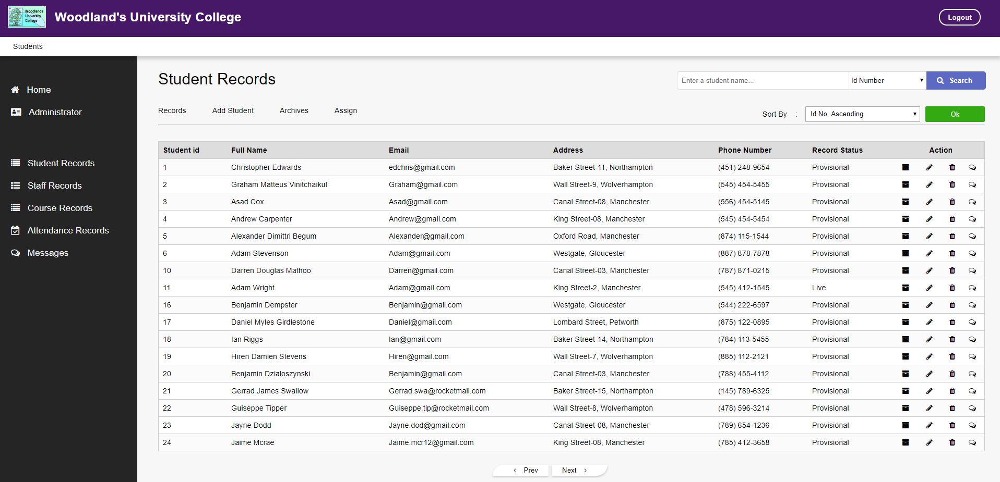 Woodlands
University
College
Woodland's University College
Logout
Students
Home
Administrator
Student Records
Staff Records
Course Records
Attendance Records
Messages
Student Records
Enter a student name... Id Number Search
Records Add Student Archives Assign
Sort By : Id No. Ascending Ok
Student id Full Name Email Address Phone Number Record Status Action
1 Christopher Edwards edchris@gmail.com Baker Street-11, Northampton (451) 248-9654 Provisional
2 Graham Matteus Vinitchaikul Graham@gmail.com Wall Street-9, Wolverhampton (545) 454-5455 Provisional
3 Asad Cox Asad@gmail.com Canal Street-08, Manchester (556) 454-5145 Provisional
4 Andrew Carpenter Andrew@gmail.com King Street-08, Manchester (545) 454-5454 Provisional
5 Alexander Dimittri Begum Alexander@gmail.com Oxford Road, Manchester (874) 115-1544 Provisional
6 Adam Stevenson Adam@gmail.com Westgate, Gloucester (887) 878-7878 Provisional
10 Darren Douglas Mathoo Darren@gmail.com Canal Street-03, Manchester (787) 871-0215 Provisional
11 Adam Wright Adam@gmail.com King Street-2, Manchester (545) 412-1545 Live
16 Benjamin Dempster Benjamin@gmail.com Westgate, Gloucester (544) 222-6597 Provisional
17 Daniel Myles Girdlestone Daniel@gmail.com Lombard Street, Petworth (875) 122-0895 Provisional
18 Ian Riggs Ian@gmail.com Baker Street-14, Northampton (784) 113-5455 Provisional
19 Hiren Damien Stevens Hiren@gmail.com Wall Street-7, Wolverhampton (885) 112-2121 Provisional
20 Benjamin Dzialoszynski Benjamin@gmail.com Canal Street-03, Manchester (788) 455-4112 Provisional
21 Gerrad James Swallow Gerrad.swa@rocketmail.com Baker Street-15, Northampton (145) 789-6325 Provisional
22 Guiseppe Tipper Guiseppe.tip@rocketmail.com Wall Street-8, Wolverhampton (478) 596-3214 Provisional
23 Jayne Dodd Jayne.dod@gmail.com Canal Street-08, Manchester (789) 654-1236 Provisional
24 Jaime Mcrae Jaime.mcr12@gmail.com King Street-08, Manchester (785) 412-3658 Provisional
Prev Next